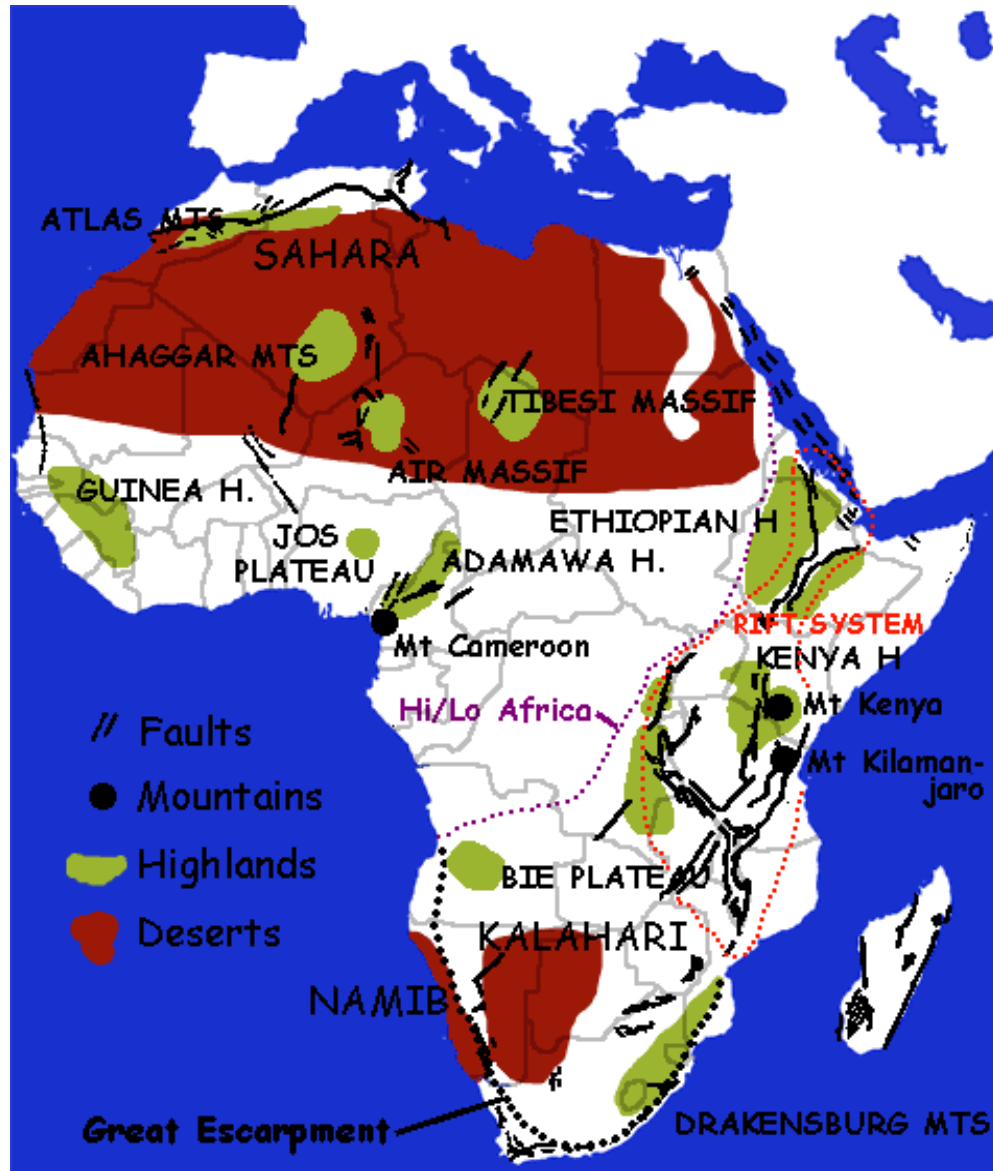 ATLAS MTS
SAHARA
AHAGGAR MTS
TIBESI MASSIF
AIR MASSIF
GUINEA H.
JOS
PLATEAU
ETHIOPIAN H
ADAMAWA H.
RIFT SYSTEM
Mt Cameroon
KENYA H
Hi/Lo Africa
Mt Kenya
Mt Kilaman-
jaro
Faults
Mountains
Highlands
Deserts
BIE PLATEAU
KALAHARI
NAMIB
Great Escarpment
DRAKENSBURG MTS